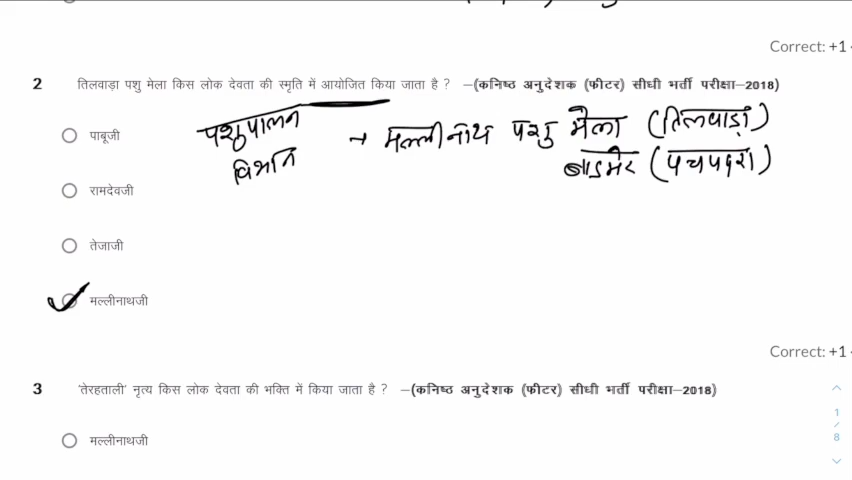 Correct: +1
2 तिलवाड़ा पशु मेला किस लोक देवता की स्मृति में आयोजित किया जाता है ? –(कनिष्ठ अनुदेशक (फीटर) सीधी भर्ती परीक्षा–2018)
पाबूजी
पशुपालन
विभाग
→ मल्लीनाथ पशु मेला (तिलवाड़ा)
बाडमेर (पचपदरा)
रामदेवजी
तेजाजी
मल्लीनाथजी
Correct: +1
3 'तेरहताली' नृत्य किस लोक देवता की भक्ति में किया जाता है ? –(कनिष्ठ अनुदेशक (फीटर) सीधी भर्ती परीक्षा–2018)
मल्लीनाथजी
1
/
8